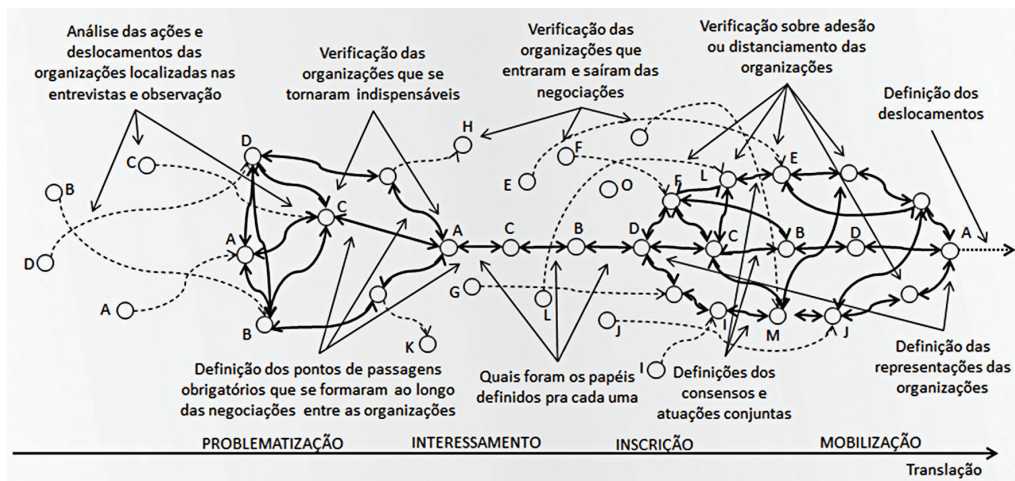 Análise das ações e
deslocamentos das
organizações localizadas nas
entrevistas e observação
Verificação das
organizações que se
tornaram indispensáveis
Verificação das
organizações que
entraram e saíram das
negociações
Verificação sobre adesão
ou distanciamento das
organizações
Definição dos
deslocamentos
H
D
C
B
F
E
L
E
O
F
C
A
D
A
C
B
D
C
B
D
A
G
L
A
B
K
J
I
I
M
J
Definição dos pontos de passagens
obrigatórios que se formaram ao longo
das negociações entre as organizações
Quais foram os papéis
definidos pra cada uma
Definições dos
consensos e
atuações conjuntas
Definição das
representações das
organizações
PROBLEMATIZAÇÃO
INTERESSAMENTO
INSCRIÇÃO
MOBILIZAÇÃO
Translação